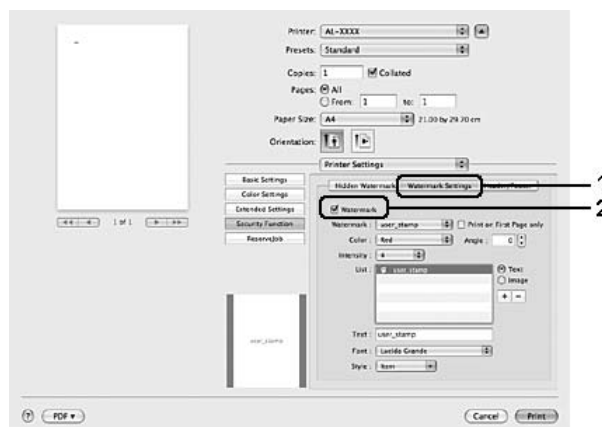 Printer: AL-XXXX
Presets: Standard
Copies: 1 Collated
Pages: All
From: 1 to: 1
Paper Size: A4 21.00 by 29.70 cm
Orientation:
Printer Settings
Basic Settings
Color Settings
Extended Settings
Security Function
ReserveJob
Hidden Watermark Watermark Settings
1
Watermark
2
Watermark : user_stamp Print on First Page only
Color : Red Angle : 0
Intensity : 4
List : user_stamp Text
Image
+ -
Text : user_stamp
Font : Lucida Grande
Style : Item
1 of 1
user_stamp
? PDF ▾ Cancel Print